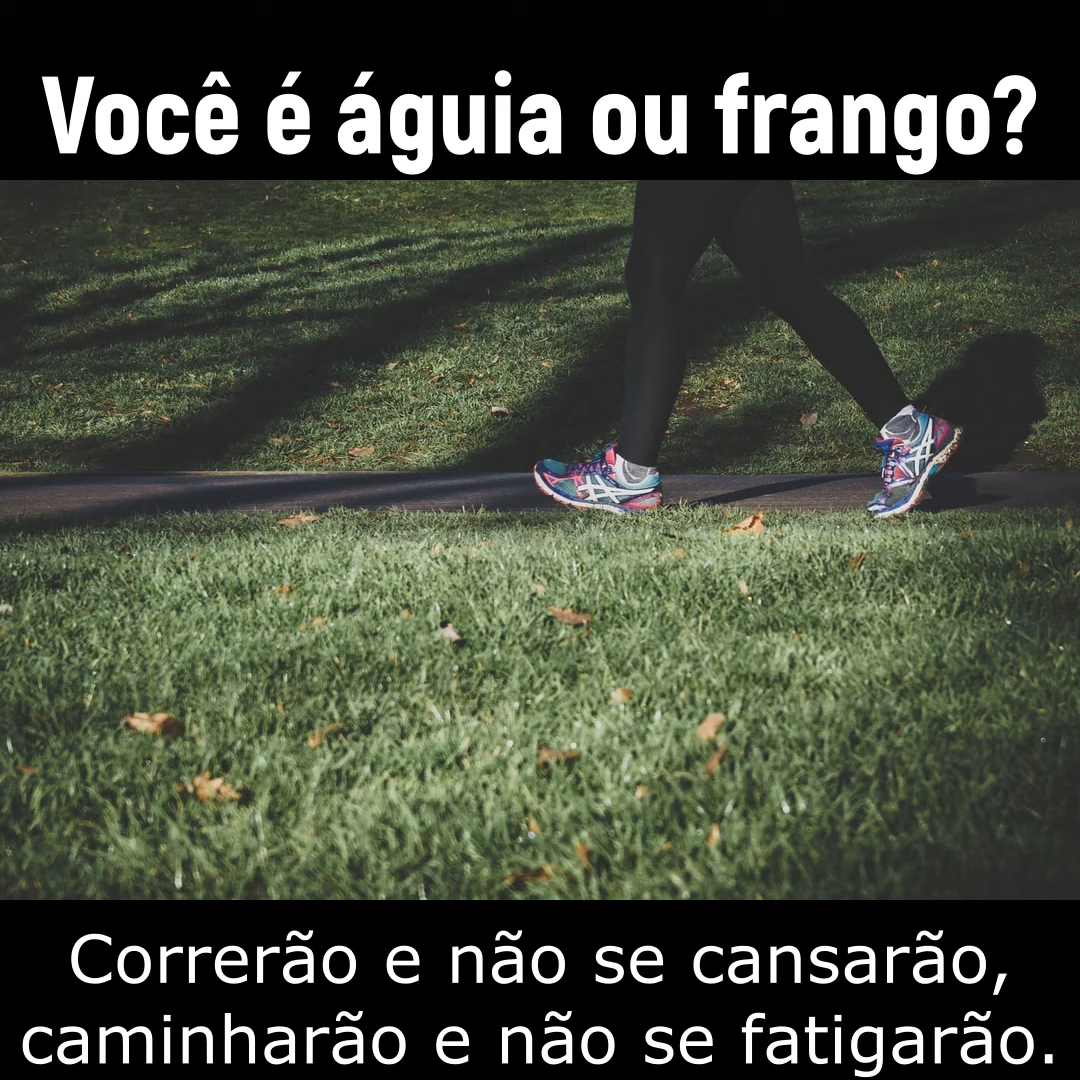 Você é águia ou frango?
Correrão e não se cansarão,
caminharão e não se fatigarão.